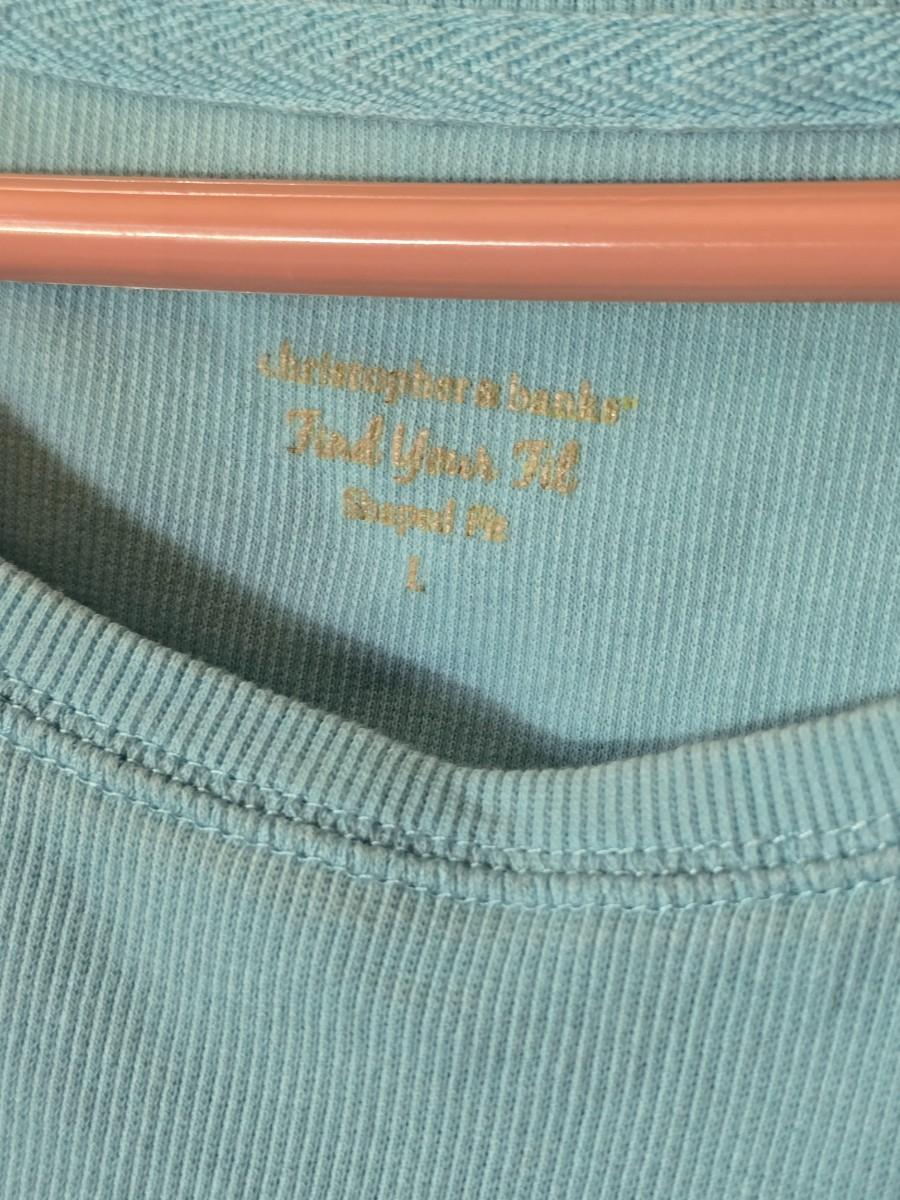 christopher & banks®
Find Your Fit
Shaped Fit
L